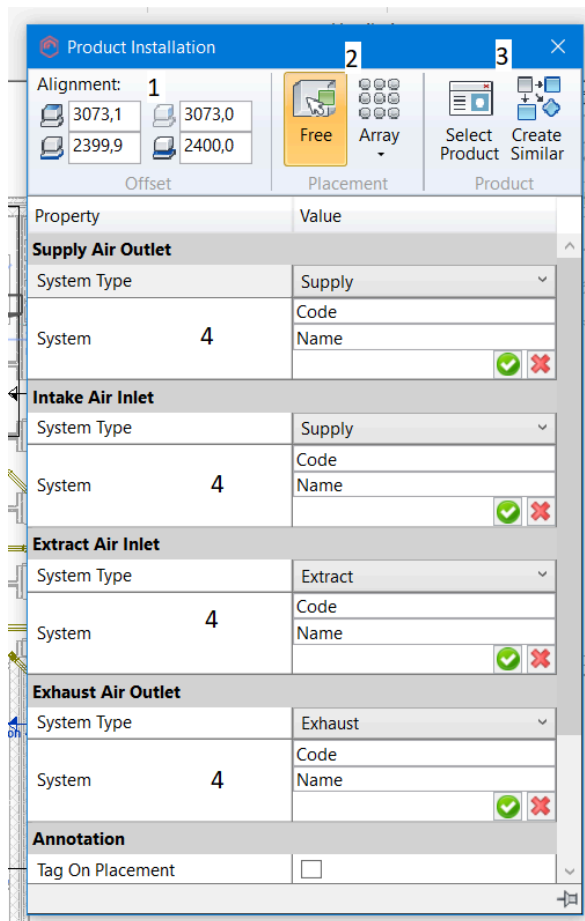 Product Installation
Alignment: 1 2 3
3073,1 3073,0
2399,9 2400,0
Free Array Select Product Create Similar
Offset Placement Product
Property Value
Supply Air Outlet
System Type Supply
Code
System 4 Name
Intake Air Inlet
System Type Supply
Code
System 4 Name
Extract Air Inlet
System Type Extract
Code
System 4 Name
Exhaust Air Outlet
System Type Exhaust
Code
System 4 Name
Annotation
Tag On Placement